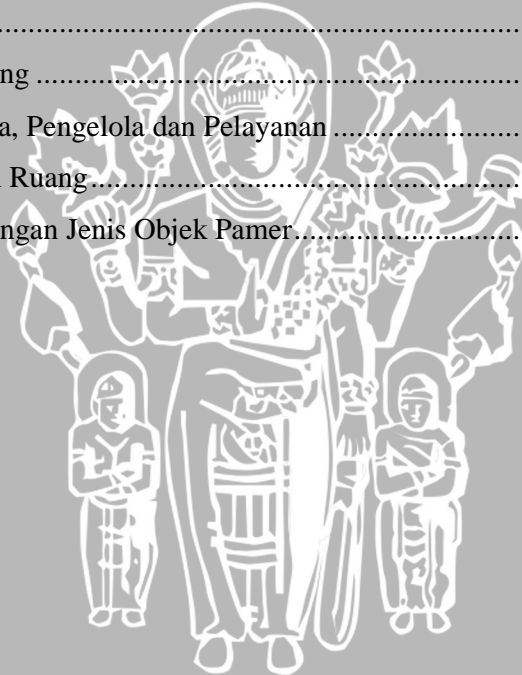 ............................................................
ng ............................................................
a, Pengelola dan Pelayanan ........................
Ruang............................................................
ngan Jenis Objek Pamer..............................